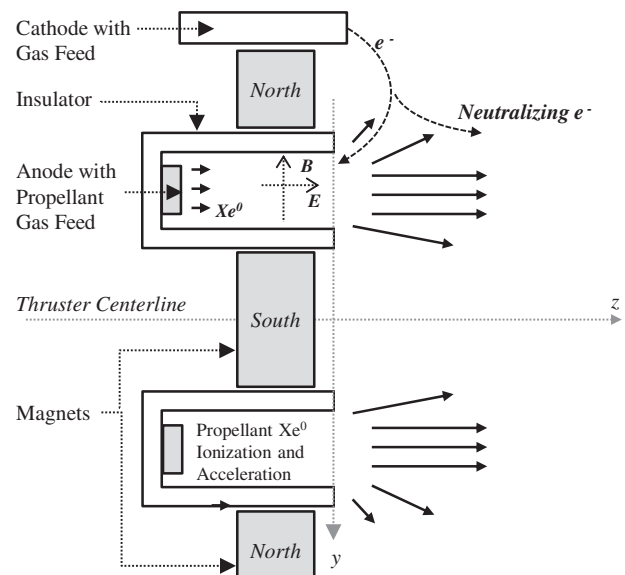 Cathode with
Gas Feed
e -
North
Insulator
Neutralizing e -
Anode with
Propellant
Gas Feed
B
E
Xe0
Thruster Centerline
z
South
Magnets
Propellant Xe0
Ionization and
Acceleration
North
y